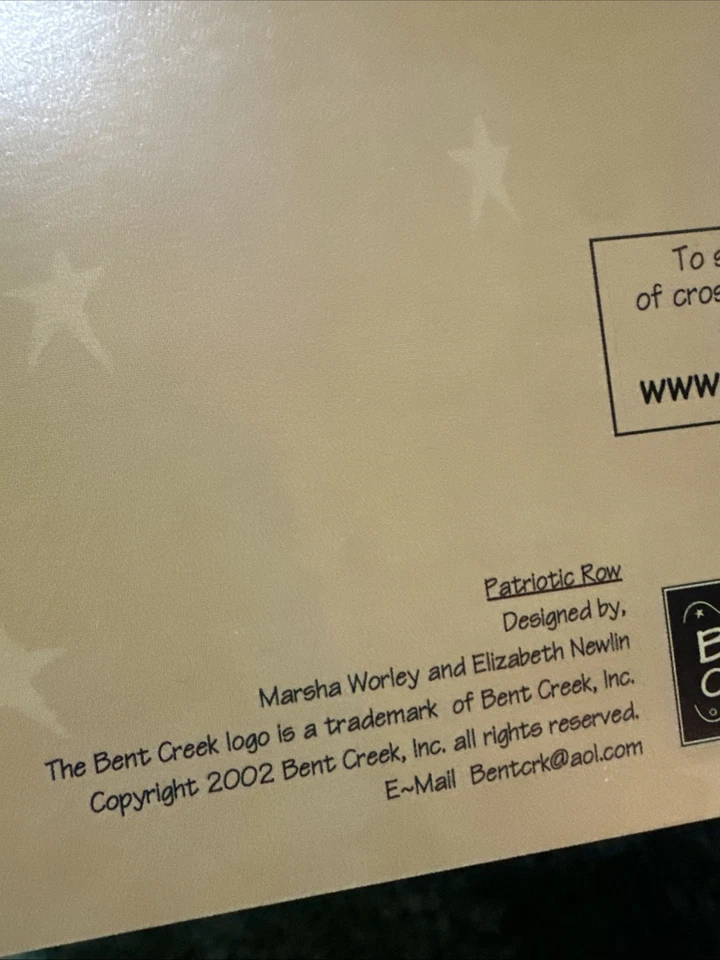 To
of cros
www.
Patriotic Row
Designed by,
Marsha Worley and Elizabeth Newlin
The Bent Creek logo is a trademark of Bent Creek, Inc.
Copyright 2002 Bent Creek, Inc. all rights reserved.
E~Mail Bentcrk@aol.com